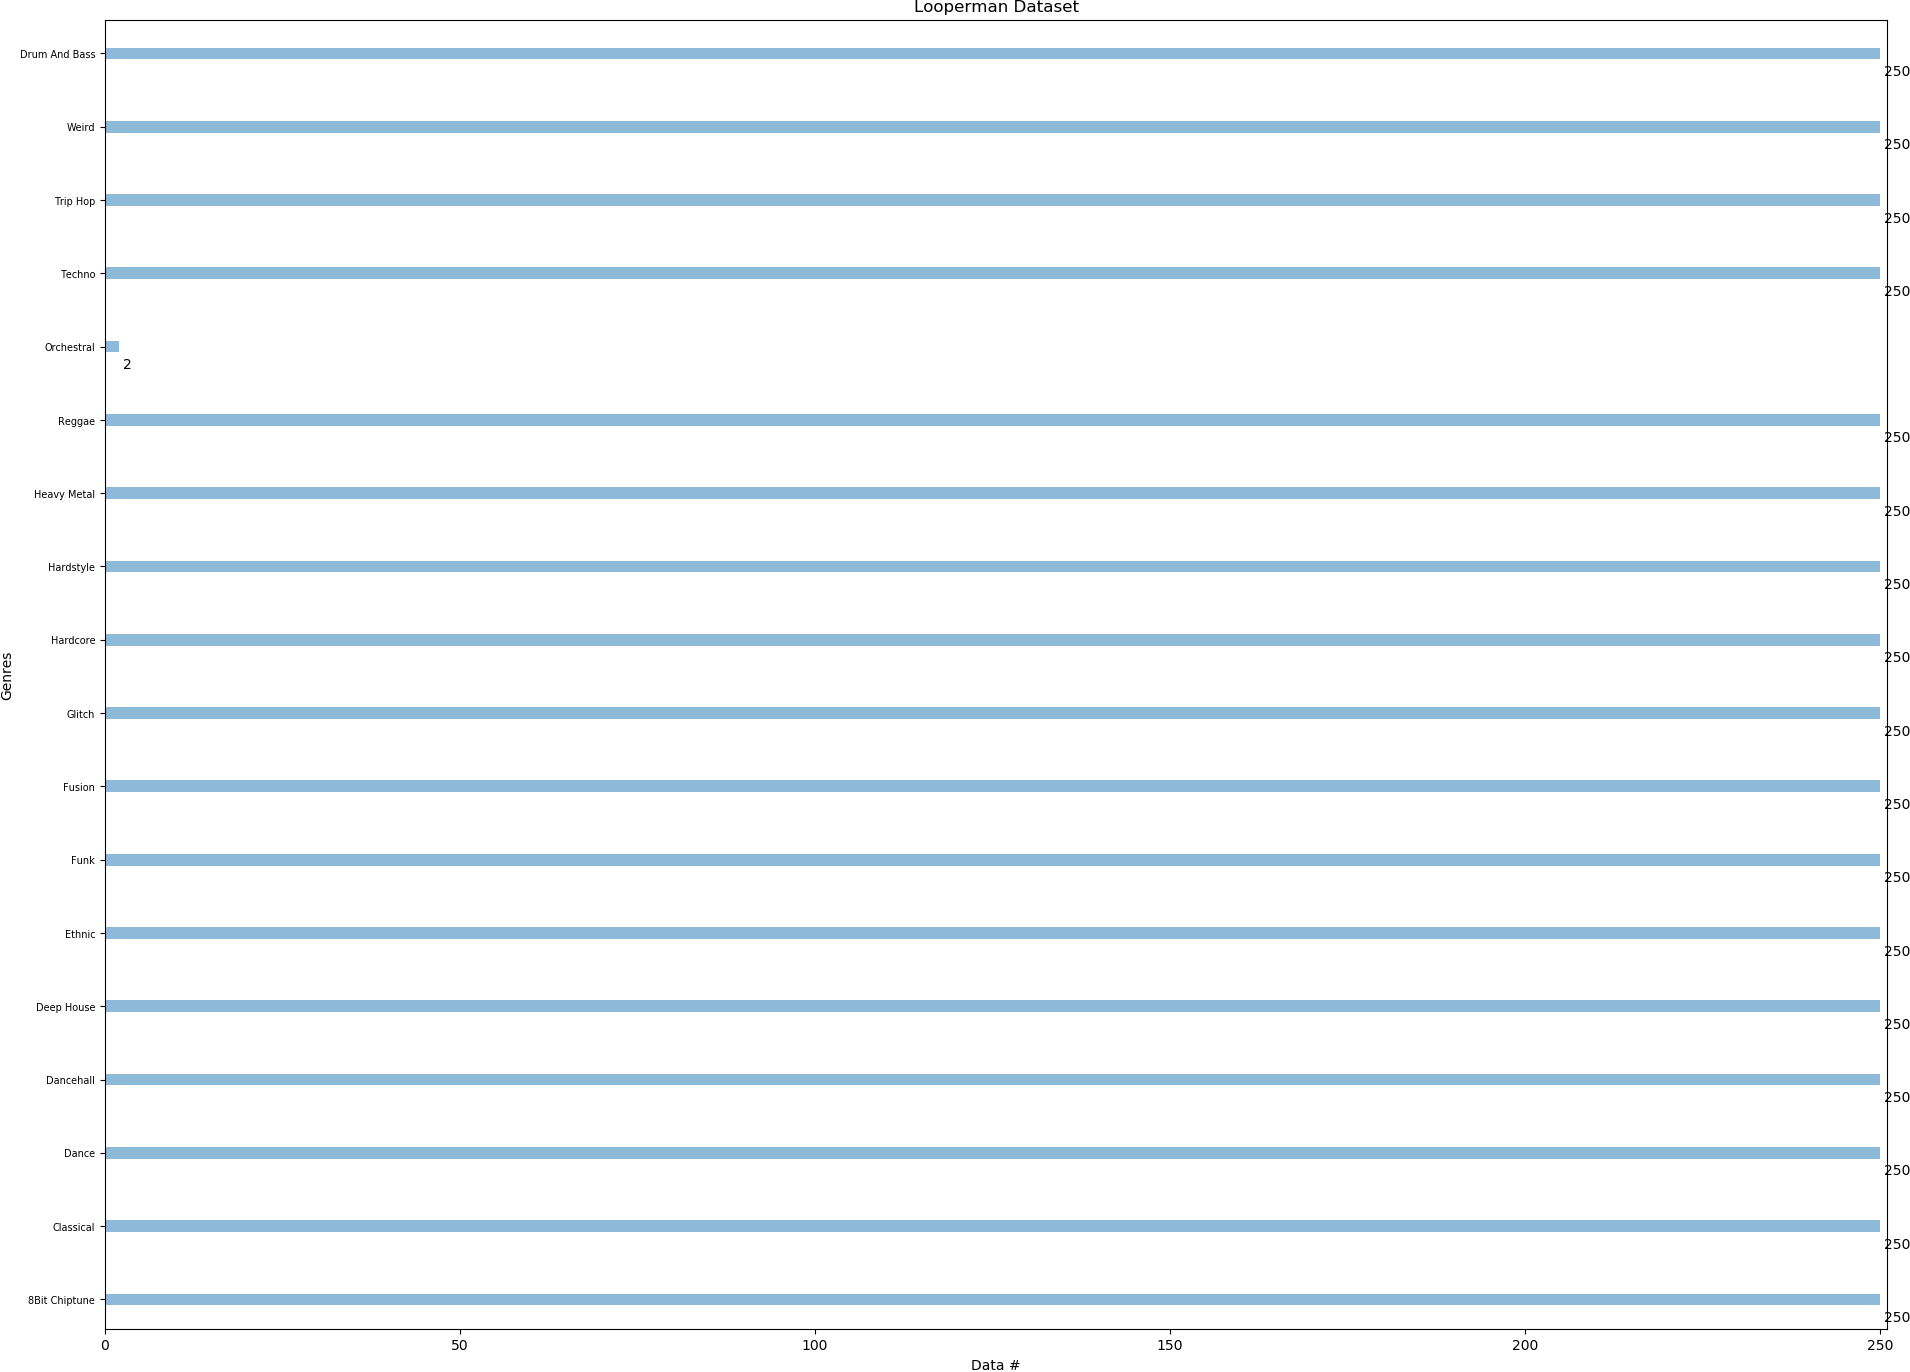 Looperman Dataset
Genres
Drum And Bass
250
Weird
250
Trip Hop
250
Techno
250
Orchestral
2
Reggae
250
Heavy Metal
250
Hardstyle
250
Hardcore
250
Glitch
250
Fusion
250
Funk
250
Ethnic
250
Deep House
250
Dancehall
250
Dance
250
Classical
250
8Bit Chiptune
250
0 50 100 150 200 250
Data #